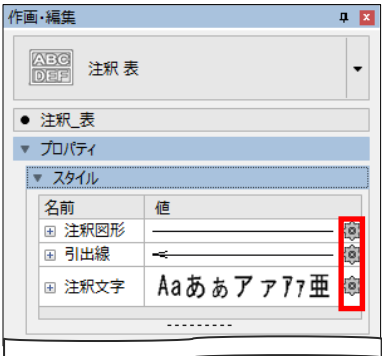 作画・編集
ABC
DEF
注釈 表
● 注釈_表
プロパティ
スタイル
名前 値
注釈図形
引出線
注釈文字 Aaあぁアァｱｧ亜